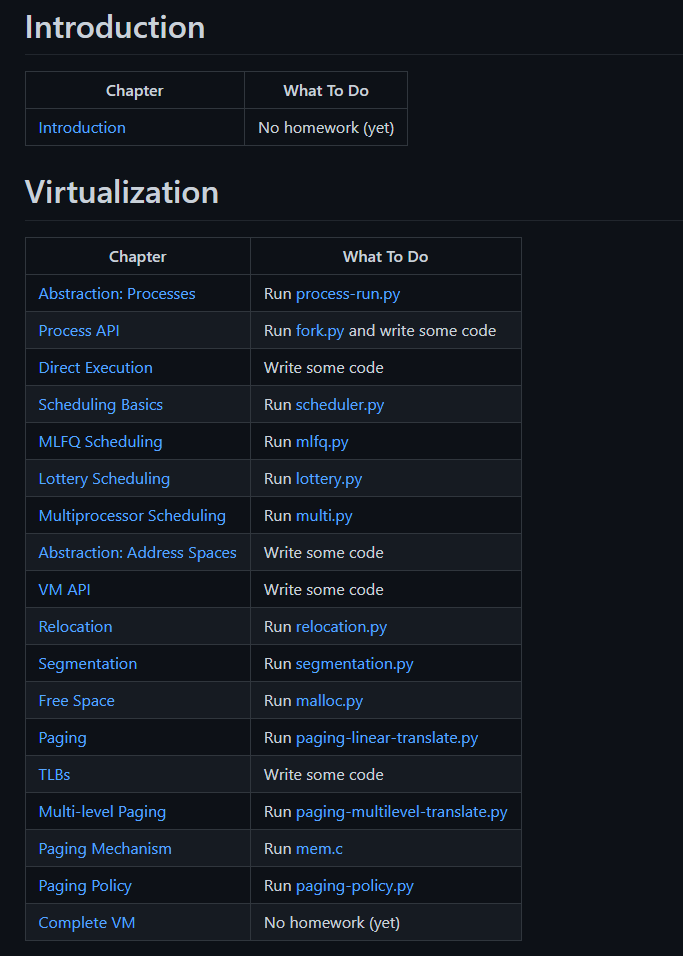 Introduction
Chapter What To Do
Introduction No homework (yet)
Virtualization
Chapter What To Do
Abstraction: Processes Run process-run.py
Process API Run fork.py and write some code
Direct Execution Write some code
Scheduling Basics Run scheduler.py
MLFQ Scheduling Run mlfq.py
Lottery Scheduling Run lottery.py
Multiprocessor Scheduling Run multi.py
Abstraction: Address Spaces Write some code
VM API Write some code
Relocation Run relocation.py
Segmentation Run segmentation.py
Free Space Run malloc.py
Paging Run paging-linear-translate.py
TLBs Write some code
Multi-level Paging Run paging-multilevel-translate.py
Paging Mechanism Run mem.c
Paging Policy Run paging-policy.py
Complete VM No homework (yet)